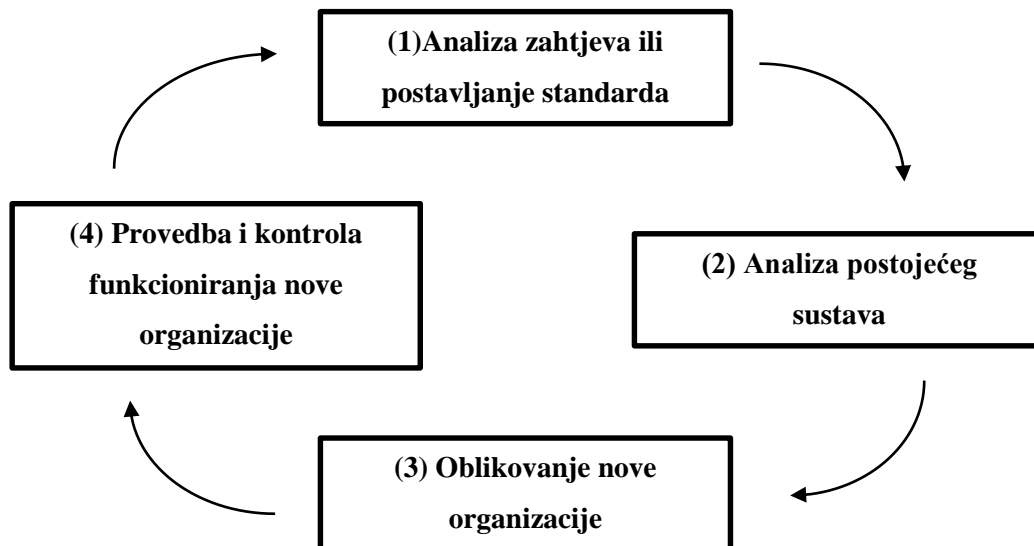 (1)Analiza zahtjeva ili
postavljanje standarda
(2) Analiza postojećeg
sustava
(3) Oblikovanje nove
organizacije
(4) Provedba i kontrola
funkcioniranja nove
organizacije